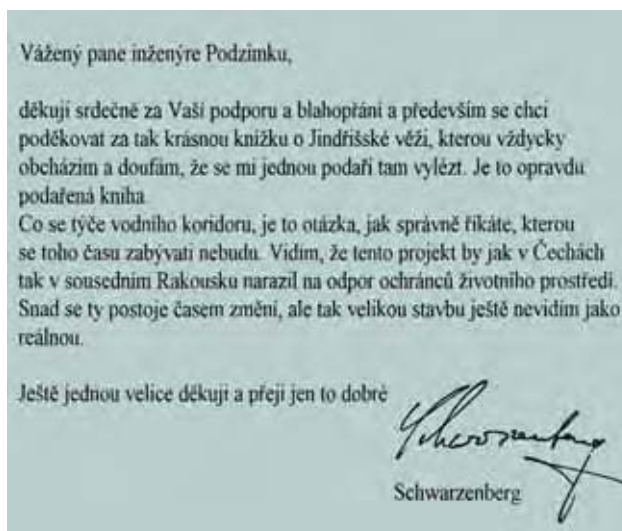 Vážený pane inženýre Podzimku,
děkuji srdečně za Vaší podporu a blahopřání a především se chci
poděkovat za tak krásnou knížku o Jindřišské věži, kterou vždycky
obcházím a doufám, že se mi jednou podaří tam vylézt. Je to opravdu
podařená kniha.
Co se týče vodního koridoru, je to otázka, jak správně říkáte, kterou
se toho času zabývati nebudu. Vidím, že tento projekt by jak v Čechách
tak v sousedním Rakousku narazil na odpor ochránců životního prostředí.
Snad se ty postoje časem změní, ale tak velikou stavbu ještě nevidím jako
reálnou.
Ještě jednou velice děkuji a přeji jen to dobré
Schwarzenberg
Schwarzenberg